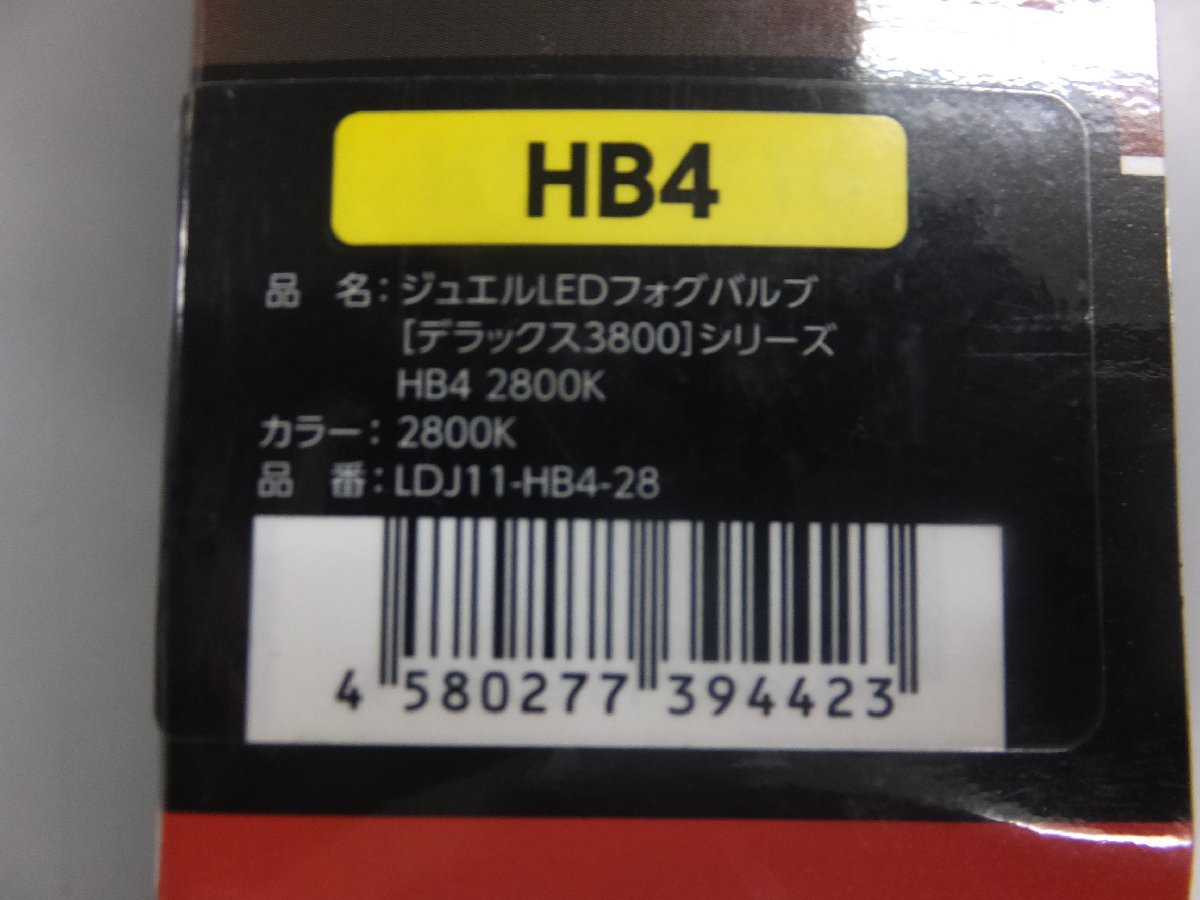 HB4
品 名：ジュエルLEDフォグバルブ
［デラックス3800］シリーズ
HB4 2800K
カラー：2800K
品 番：LDJ11-HB4-28
4 580277 394423